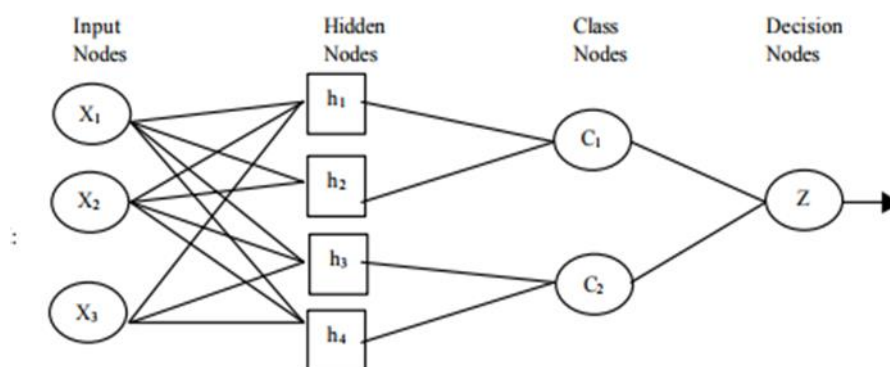 Input Nodes
Hidden Nodes
Class Nodes
Decision Nodes
X₁
h₁
C₁
h₂
X₂
Z
:
h₃
C₂
X₃
h₄